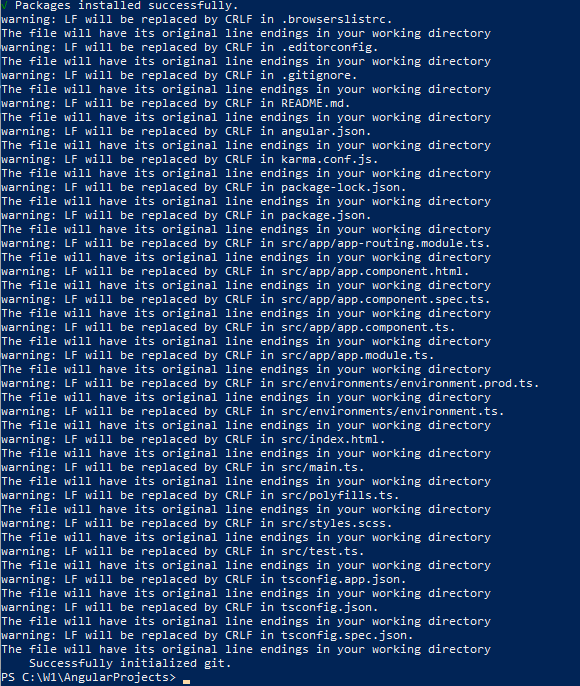 √ Packages installed successfully.
warning: LF will be replaced by CRLF in .browserslistrc.
The file will have its original line endings in your working directory
warning: LF will be replaced by CRLF in .editorconfig.
The file will have its original line endings in your working directory
warning: LF will be replaced by CRLF in .gitignore.
The file will have its original line endings in your working directory
warning: LF will be replaced by CRLF in README.md.
The file will have its original line endings in your working directory
warning: LF will be replaced by CRLF in angular.json.
The file will have its original line endings in your working directory
warning: LF will be replaced by CRLF in karma.conf.js.
The file will have its original line endings in your working directory
warning: LF will be replaced by CRLF in package-lock.json.
The file will have its original line endings in your working directory
warning: LF will be replaced by CRLF in package.json.
The file will have its original line endings in your working directory
warning: LF will be replaced by CRLF in src/app/app-routing.module.ts.
The file will have its original line endings in your working directory
warning: LF will be replaced by CRLF in src/app/app.component.html.
The file will have its original line endings in your working directory
warning: LF will be replaced by CRLF in src/app/app.component.spec.ts.
The file will have its original line endings in your working directory
warning: LF will be replaced by CRLF in src/app/app.component.ts.
The file will have its original line endings in your working directory
warning: LF will be replaced by CRLF in src/app/app.module.ts.
The file will have its original line endings in your working directory
warning: LF will be replaced by CRLF in src/environments/environment.prod.ts.
The file will have its original line endings in your working directory
warning: LF will be replaced by CRLF in src/environments/environment.ts.
The file will have its original line endings in your working directory
warning: LF will be replaced by CRLF in src/index.html.
The file will have its original line endings in your working directory
warning: LF will be replaced by CRLF in src/main.ts.
The file will have its original line endings in your working directory
warning: LF will be replaced by CRLF in src/polyfills.ts.
The file will have its original line endings in your working directory
warning: LF will be replaced by CRLF in src/styles.scss.
The file will have its original line endings in your working directory
warning: LF will be replaced by CRLF in src/test.ts.
The file will have its original line endings in your working directory
warning: LF will be replaced by CRLF in tsconfig.app.json.
The file will have its original line endings in your working directory
warning: LF will be replaced by CRLF in tsconfig.json.
The file will have its original line endings in your working directory
warning: LF will be replaced by CRLF in tsconfig.spec.json.
The file will have its original line endings in your working directory
Successfully initialized git.
PS C:\W1\AngularProjects> _